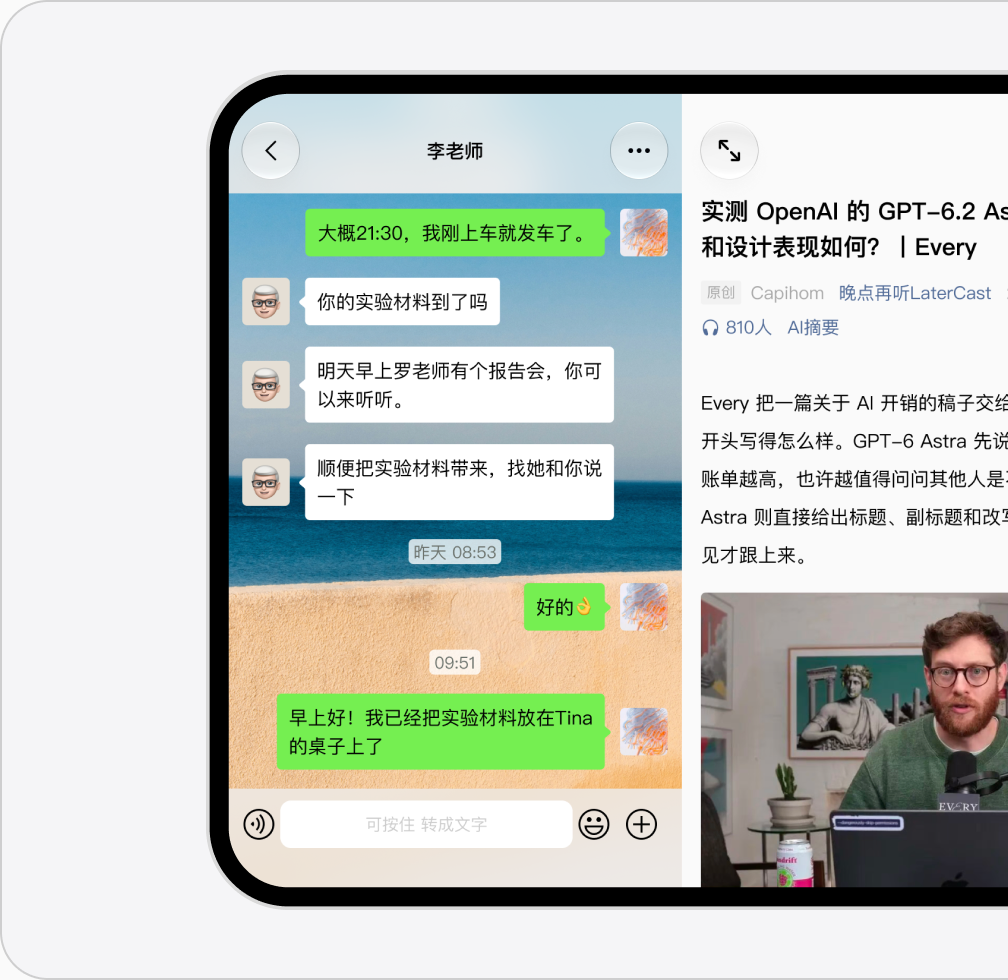 李老师
大概21:30，我刚上车就发车了。
你的实验材料到了吗
明天早上罗老师有个报告会，你可
以来听听。
顺便把实验材料带来，找她和你说
一下
昨天 08:53
好的👌
09:51
早上好！我已经把实验材料放在Tina
的桌子上了
可按住 转成文字
实测 OpenAI 的 GPT-6.2 As
和设计表现如何？｜Every
原创 Capihom 晚点再听LaterCast
810人 AI摘要
Every 把一篇关于 AI 开销的稿子交给
开头写得怎么样。GPT-6 Astra 先说
账单越高，也许越值得问问其他人是
Astra 则直接给出标题、副标题和改写
见才跟上来。
EVERY